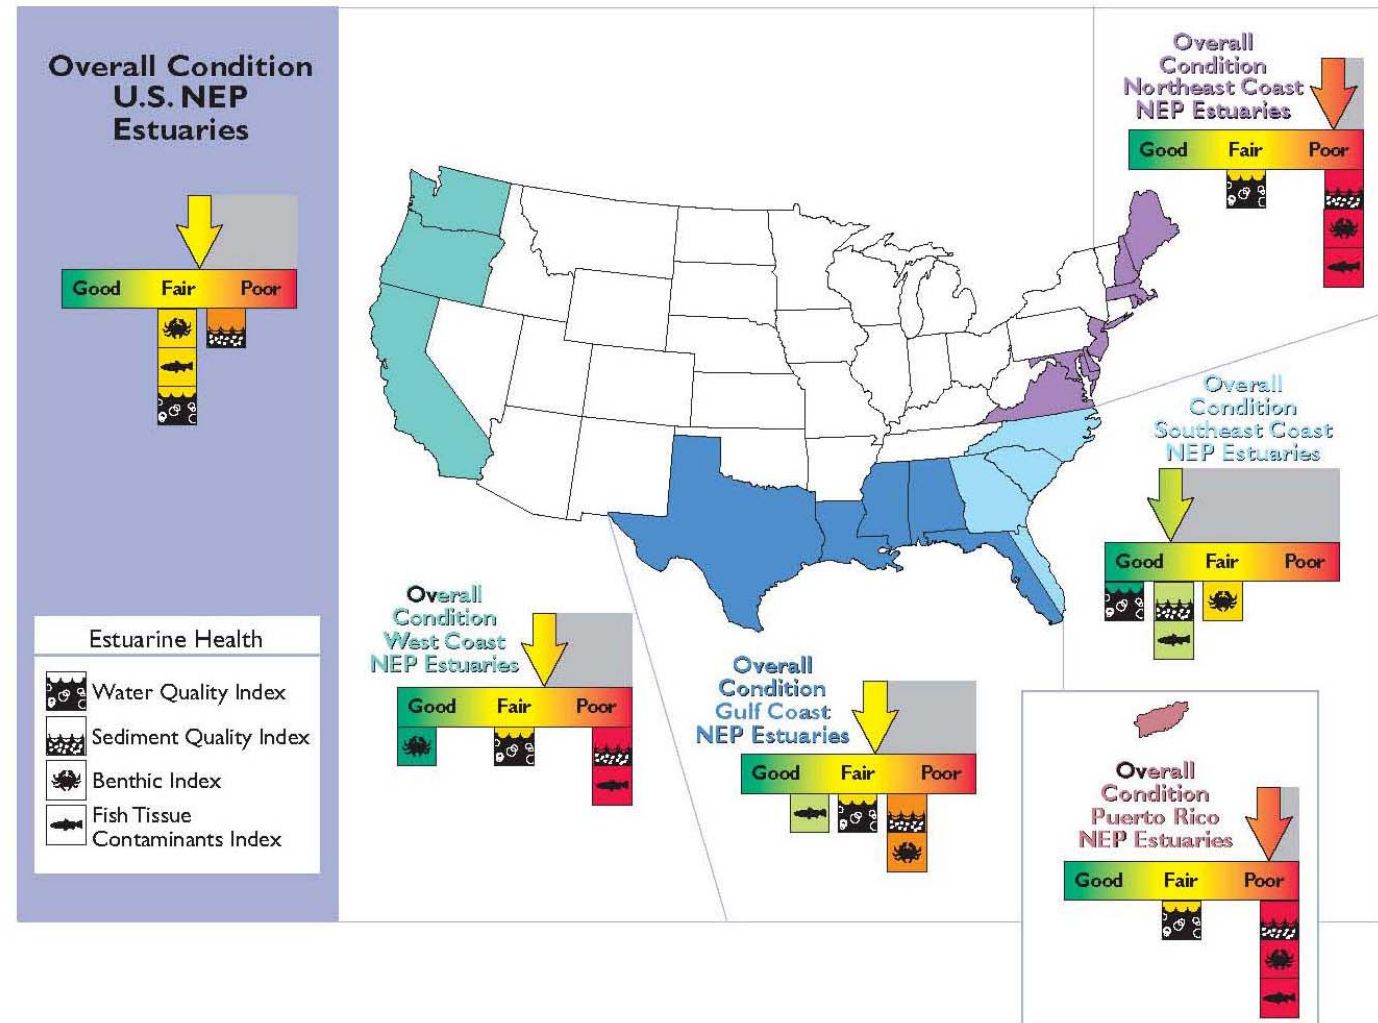 Overall Condition
U.S. NEP
Estuaries
Good Fair Poor
Estuarine Health
Water Quality Index
Sediment Quality Index
Benthic Index
Fish Tissue
Contaminants Index
Overall
Condition
Northeast Coast
NEP Estuaries
Good Fair Poor
Overall
Condition
Southeast Coast
NEP Estuaries
Good Fair Poor
Overall
Condition
West Coast
NEP Estuaries
Good Fair Poor
Overall
Condition
Gulf Coast
NEP Estuaries
Good Fair Poor
Overall
Condition
Puerto Rico
NEP Estuaries
Good Fair Poor